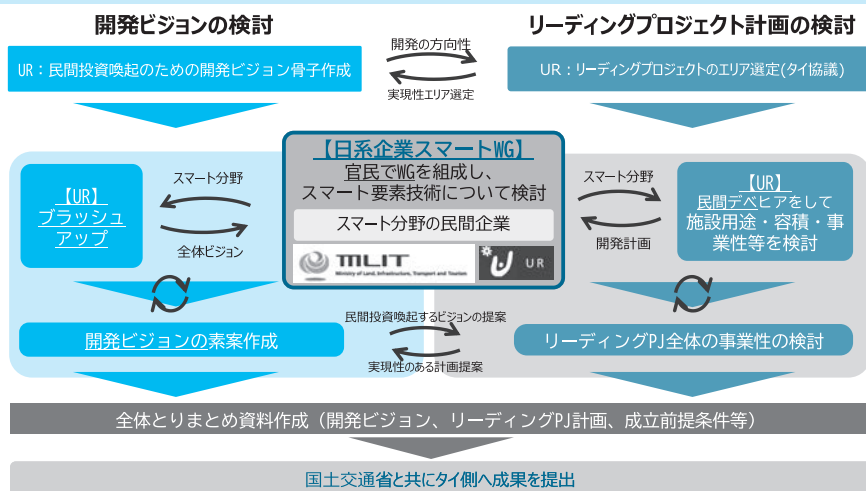 開発ビジョンの検討
リーディングプロジェクト計画の検討
UR：民間投資喚起のための開発ビジョン骨子作成
開発の方向性
実現性エリア選定
UR：リーディングプロジェクトのエリア選定(タイ協議)
【日系企業スマートWG】
官民でWGを組成し、
スマート要素技術について検討
スマート分野の民間企業
MLIT
Ministry of Land, Infrastructure, Transport and Tourism
UR
【UR】
ブラッシュ
アップ
スマート分野
全体ビジョン
スマート分野
開発計画
【UR】
民間デベヒアをして
施設用途・容積・事
業性等を検討
開発ビジョンの素案作成
民間投資喚起するビジョンの提案
実現性のある計画提案
リーディングPJ全体の事業性の検討
全体とりまとめ資料作成（開発ビジョン、リーディングPJ計画、成立前提条件等）
国土交通省と共にタイ側へ成果を提出